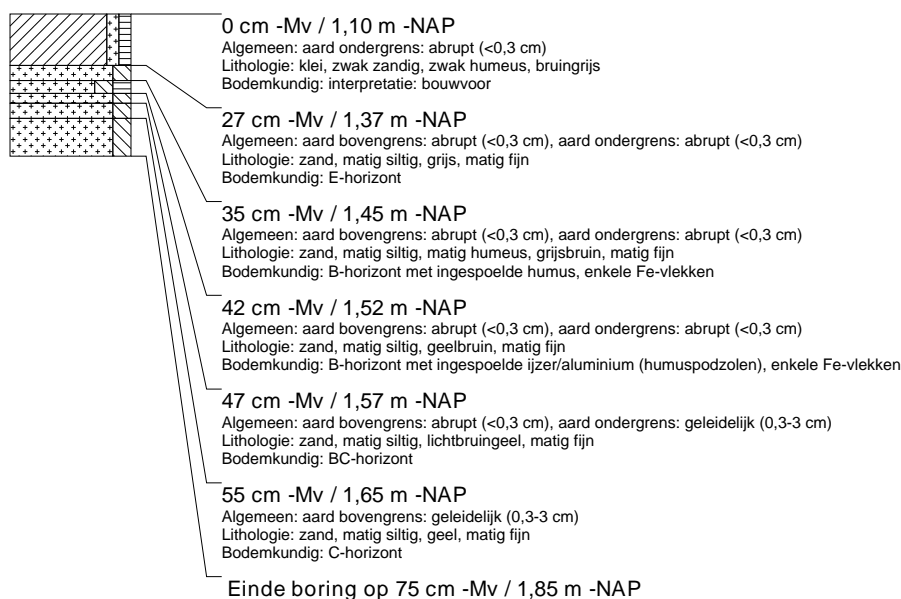 0 cm -Mv / 1,10 m -NAP
Algemeen: aard ondergrens: abrupt (<0,3 cm)
Lithologie: klei, zwak zandig, zwak humeus, bruingrijs
Bodemkundig: interpretatie: bouwvoor
27 cm -Mv / 1,37 m -NAP
Algemeen: aard bovengrens: abrupt (<0,3 cm), aard ondergrens: abrupt (<0,3 cm)
Lithologie: zand, matig siltig, grijs, matig fijn
Bodemkundig: E-horizont
35 cm -Mv / 1,45 m -NAP
Algemeen: aard bovengrens: abrupt (<0,3 cm), aard ondergrens: abrupt (<0,3 cm)
Lithologie: zand, matig siltig, matig humeus, grijsbruin, matig fijn
Bodemkundig: B-horizont met ingespoelde humus, enkele Fe-vlekken
42 cm -Mv / 1,52 m -NAP
Algemeen: aard bovengrens: abrupt (<0,3 cm), aard ondergrens: abrupt (<0,3 cm)
Lithologie: zand, matig siltig, geelbruin, matig fijn
Bodemkundig: B-horizont met ingespoelde ijzer/aluminium (humuspodzolen), enkele Fe-vlekken
47 cm -Mv / 1,57 m -NAP
Algemeen: aard bovengrens: abrupt (<0,3 cm), aard ondergrens: geleidelijk (0,3-3 cm)
Lithologie: zand, matig siltig, lichtbruingeel, matig fijn
Bodemkundig: BC-horizont
55 cm -Mv / 1,65 m -NAP
Algemeen: aard bovengrens: geleidelijk (0,3-3 cm)
Lithologie: zand, matig siltig, geel, matig fijn
Bodemkundig: C-horizont
Einde boring op 75 cm -Mv / 1,85 m -NAP